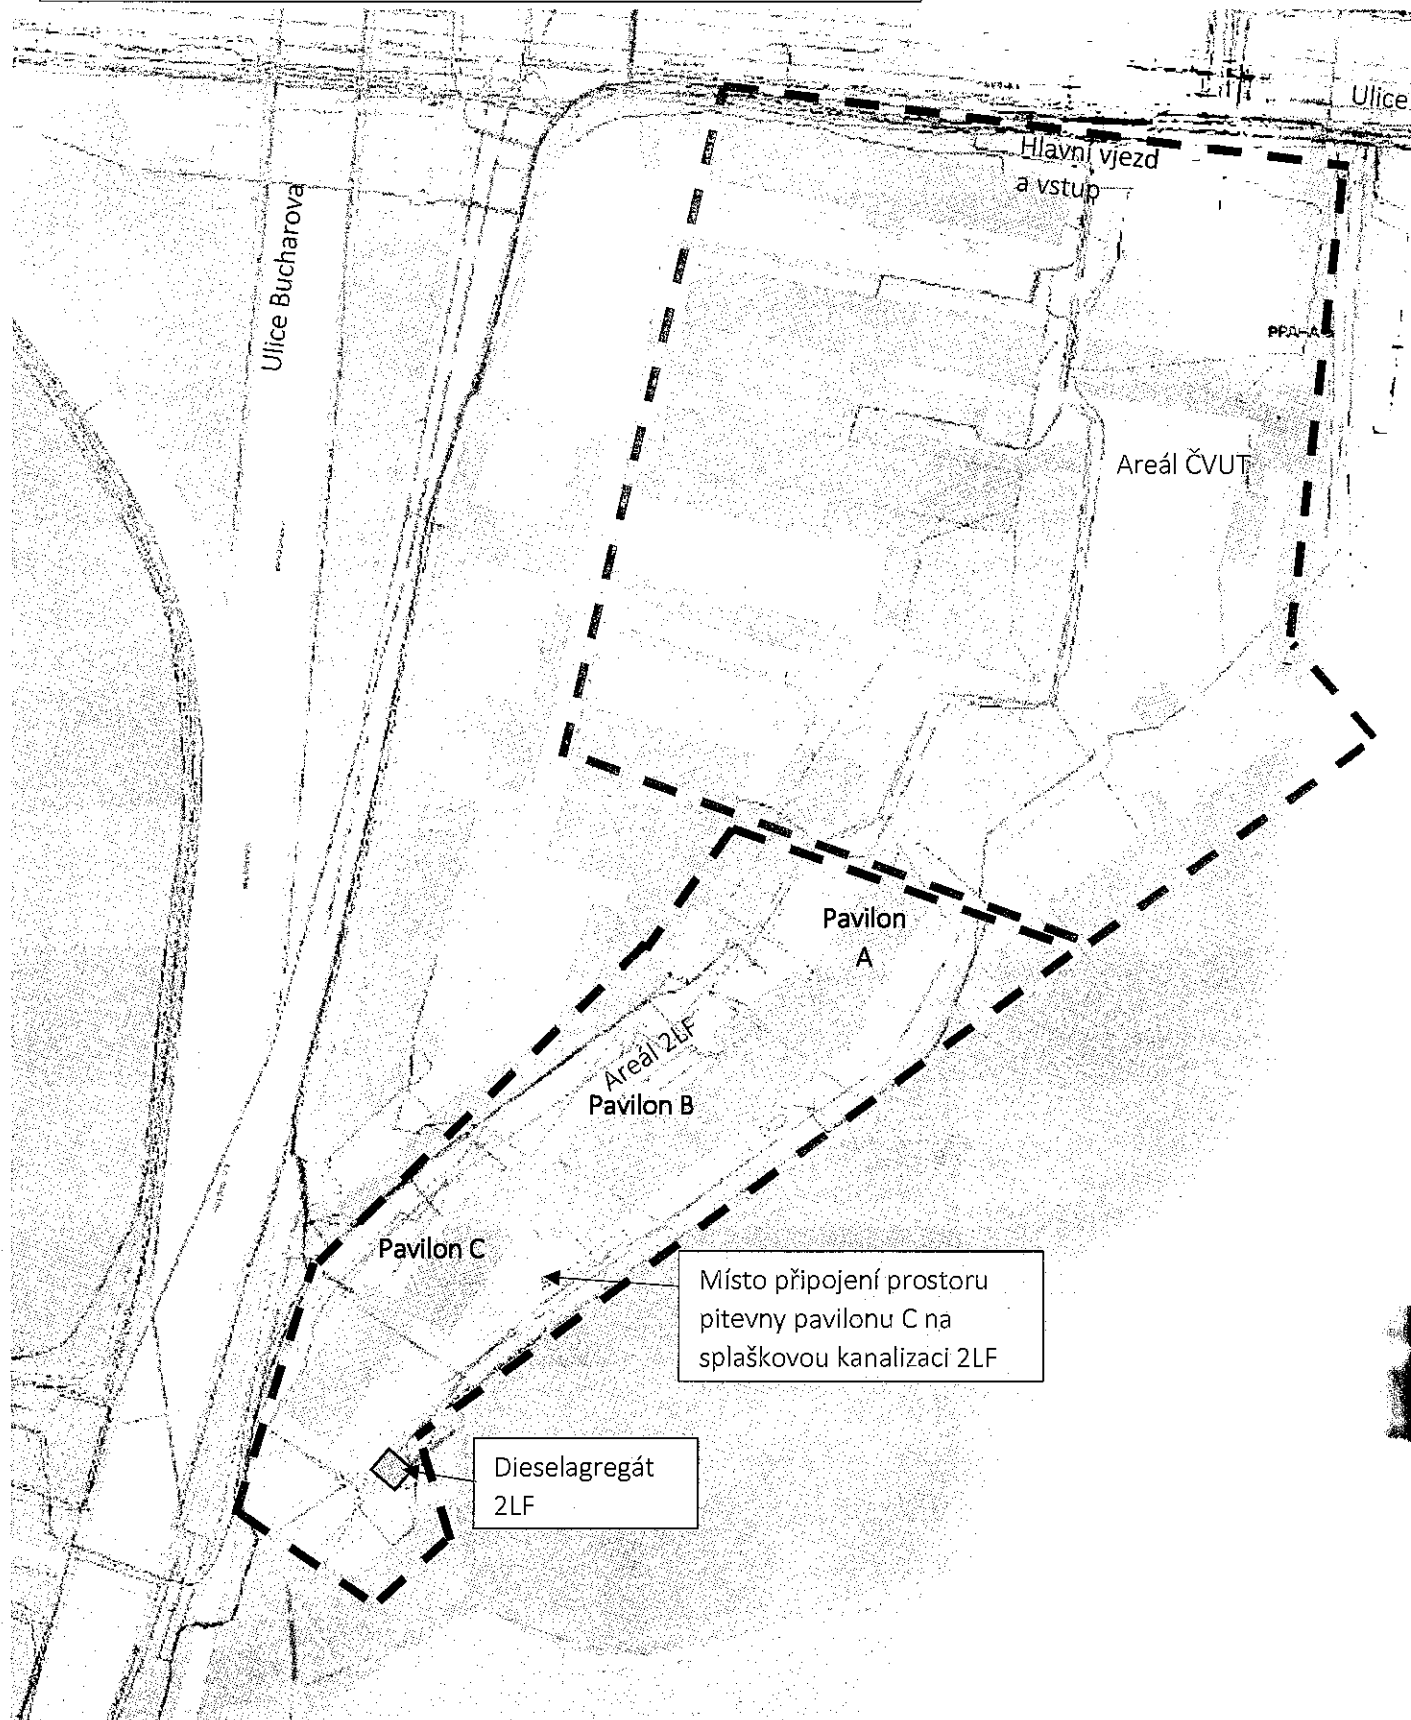 Ulice
Hlavní vjezd
a vstup
Ulice Bucharova
PPA-A
Areál ČVUT
Pavilon
A
Areál 2LF
Pavilon B
Pavilon C
Místo připojení prostoru
pitevny pavilonu C na
splaškovou kanalizaci 2LF
Dieselagregát
2LF